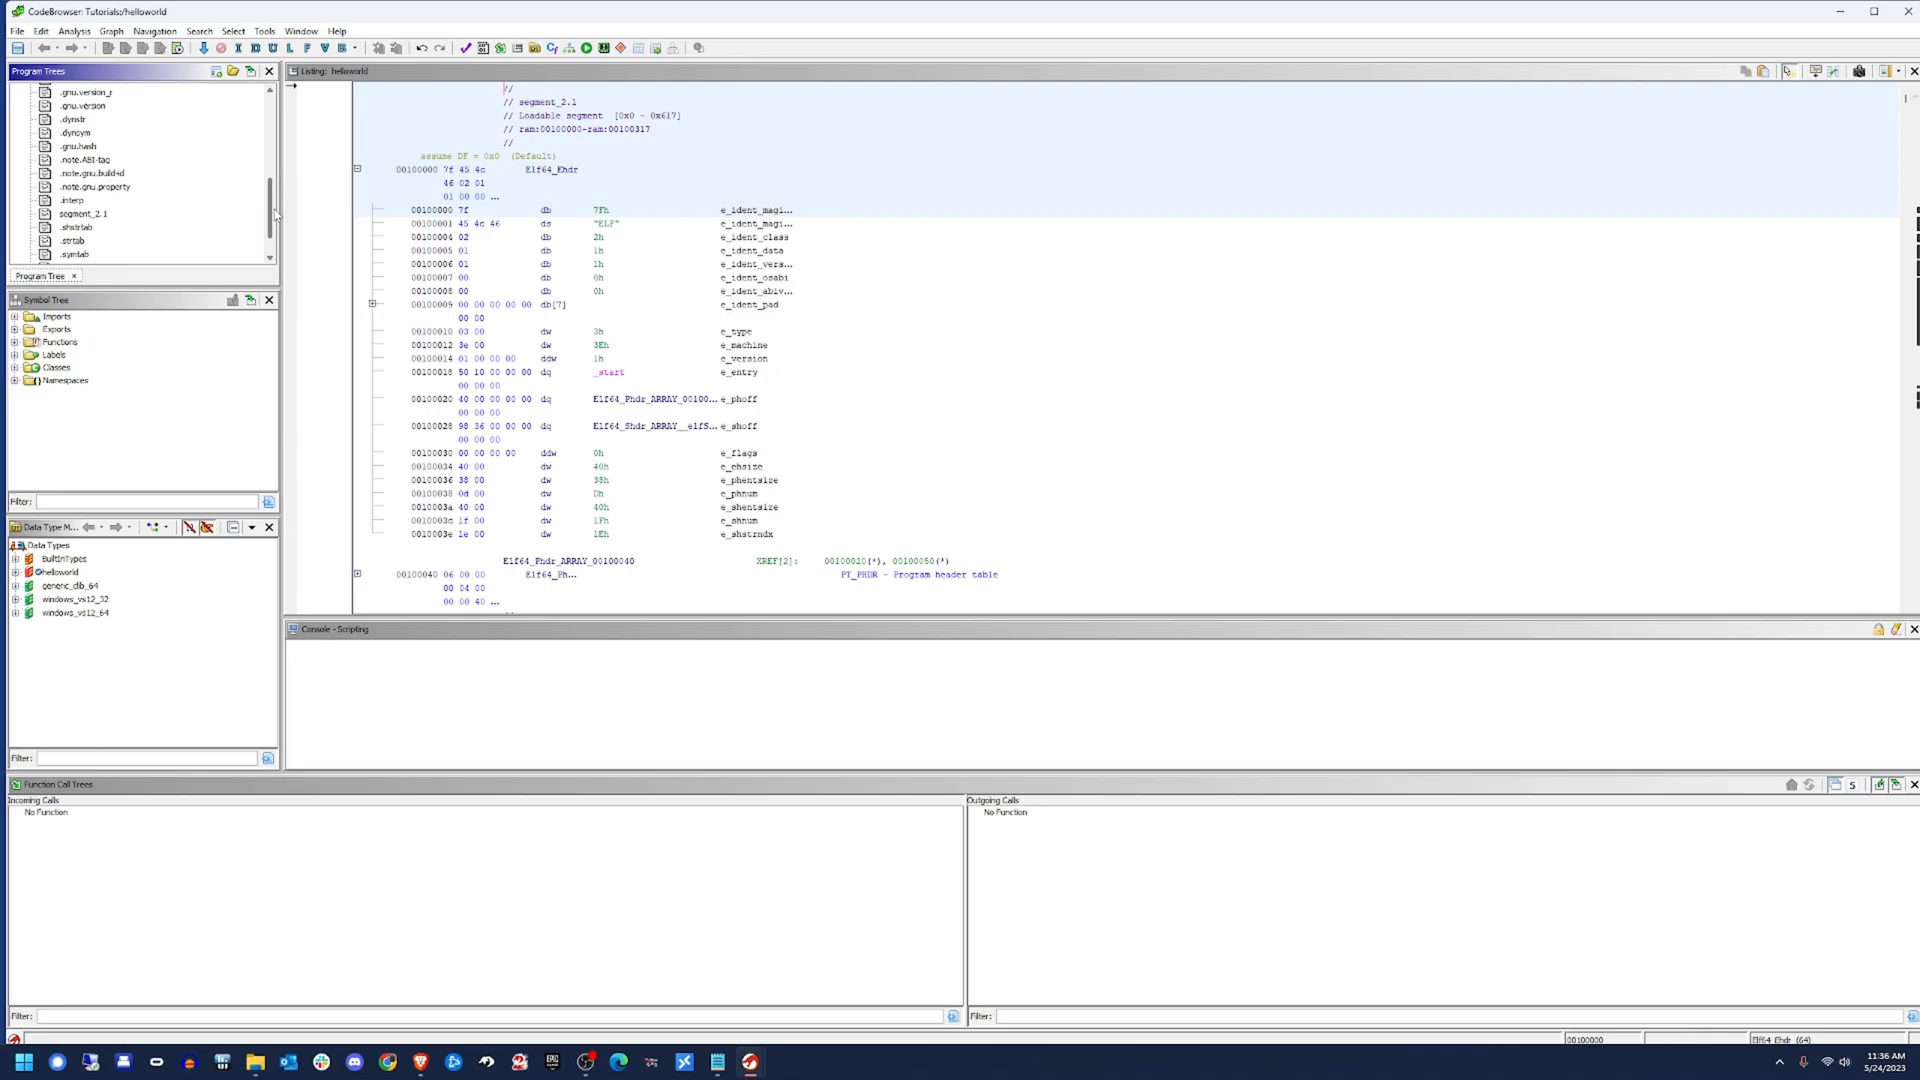 CodeBrowser: Tutorials:/helloworld
File Edit Analysis Graph Navigation Search Select Tools Window Help
I D U L F V B
Program Trees
.gnu.version_r
.gnu.version
.dynstr
.dynsym
.gnu.hash
.note.ABI-tag
.note.gnu.build-id
.note.gnu.property
.interp
segment_2.1
.shstrtab
.strtab
.symtab
Program Tree ×
Symbol Tree
Imports
Exports
Functions
Labels
Classes
Namespaces
Filter:
Data Type M...
Data Types
BuiltInTypes
helloworld
generic_clib_64
windows_vs12_32
windows_vs12_64
Filter:
Listing: helloworld
//
// segment_2.1
// Loadable segment [0x0 - 0x617]
// ram:00100000-ram:00100317
//
assume DF = 0x0 (Default)
00100000 7f 45 4c Elf64_Ehdr
46 02 01
01 00 00 ...
00100000 7f db 7Fh e_ident_magi...
00100001 45 4c 46 ds "ELF" e_ident_magi...
00100004 02 db 2h e_ident_class
00100005 01 db 1h e_ident_data
00100006 01 db 1h e_ident_vers...
00100007 00 db 0h e_ident_osabi
00100008 00 db 0h e_ident_abiv...
00100009 00 00 00 00 00 db[7] e_ident_pad
00 00
00100010 03 00 dw 3h e_type
00100012 3e 00 dw 3Eh e_machine
00100014 01 00 00 00 ddw 1h e_version
00100018 50 10 00 00 00 dq _start e_entry
00 00 00
00100020 40 00 00 00 00 dq Elf64_Phdr_ARRAY_00100... e_phoff
00 00 00
00100028 98 36 00 00 00 dq Elf64_Shdr_ARRAY__elfS... e_shoff
00 00 00
00100030 00 00 00 00 ddw 0h e_flags
00100034 40 00 dw 40h e_ehsize
00100036 38 00 dw 38h e_phentsize
00100038 0d 00 dw Dh e_phnum
0010003a 40 00 dw 40h e_shentsize
0010003c 1f 00 dw 1Fh e_shnum
0010003e 1e 00 dw 1Eh e_shstrndx
Elf64_Phdr_ARRAY_00100040 XREF[2]: 00100020(*), 00100050(*)
00100040 06 00 00 Elf64_Ph... PT_PHDR - Program header table
00 04 00
00 00 40 ...
Console - Scripting
Function Call Trees
5
Incoming Calls
No Function
Outgoing Calls
No Function
Filter:
Filter:
00100000
Elf64_Ehdr (64)
11:36 AM
5/24/2023